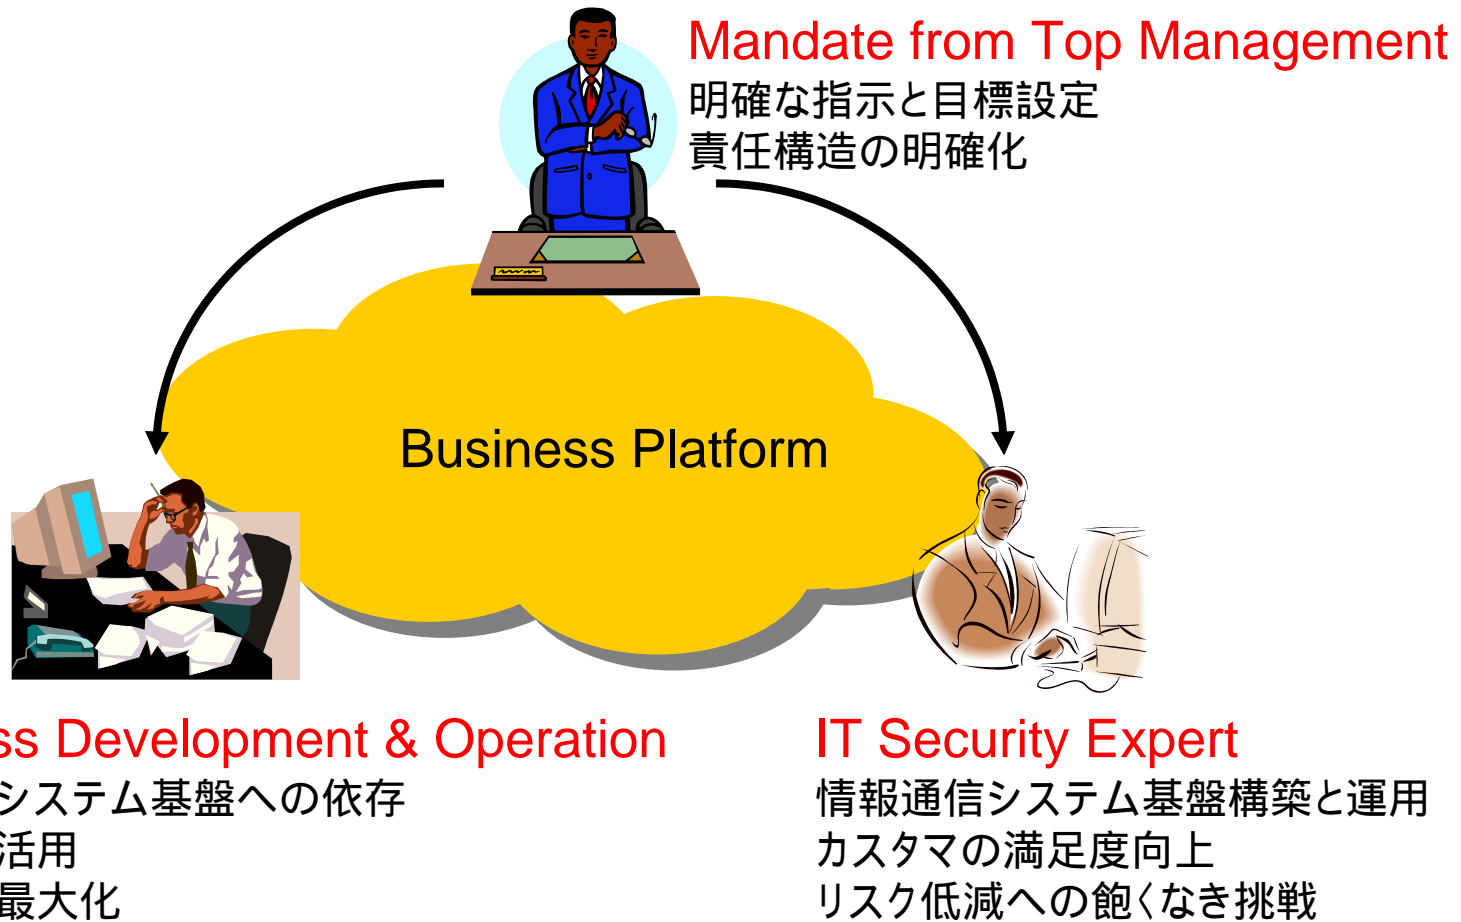 Mandate from Top Management
明確な指示と目標設定
責任構造の明確化
Business Platform
ss Development & Operation
システム基盤への依存
活用
最大化
IT Security Expert
情報通信システム基盤構築と運用
カスタマの満足度向上
リスク低減への飽くなき挑戦